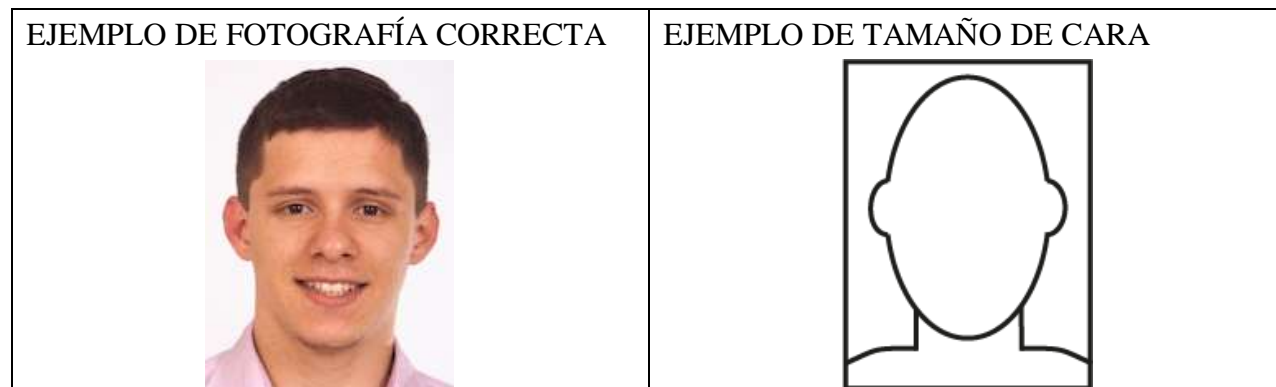 EJEMPLO DE FOTOGRAFÍA CORRECTA
EJEMPLO DE TAMAÑO DE CARA